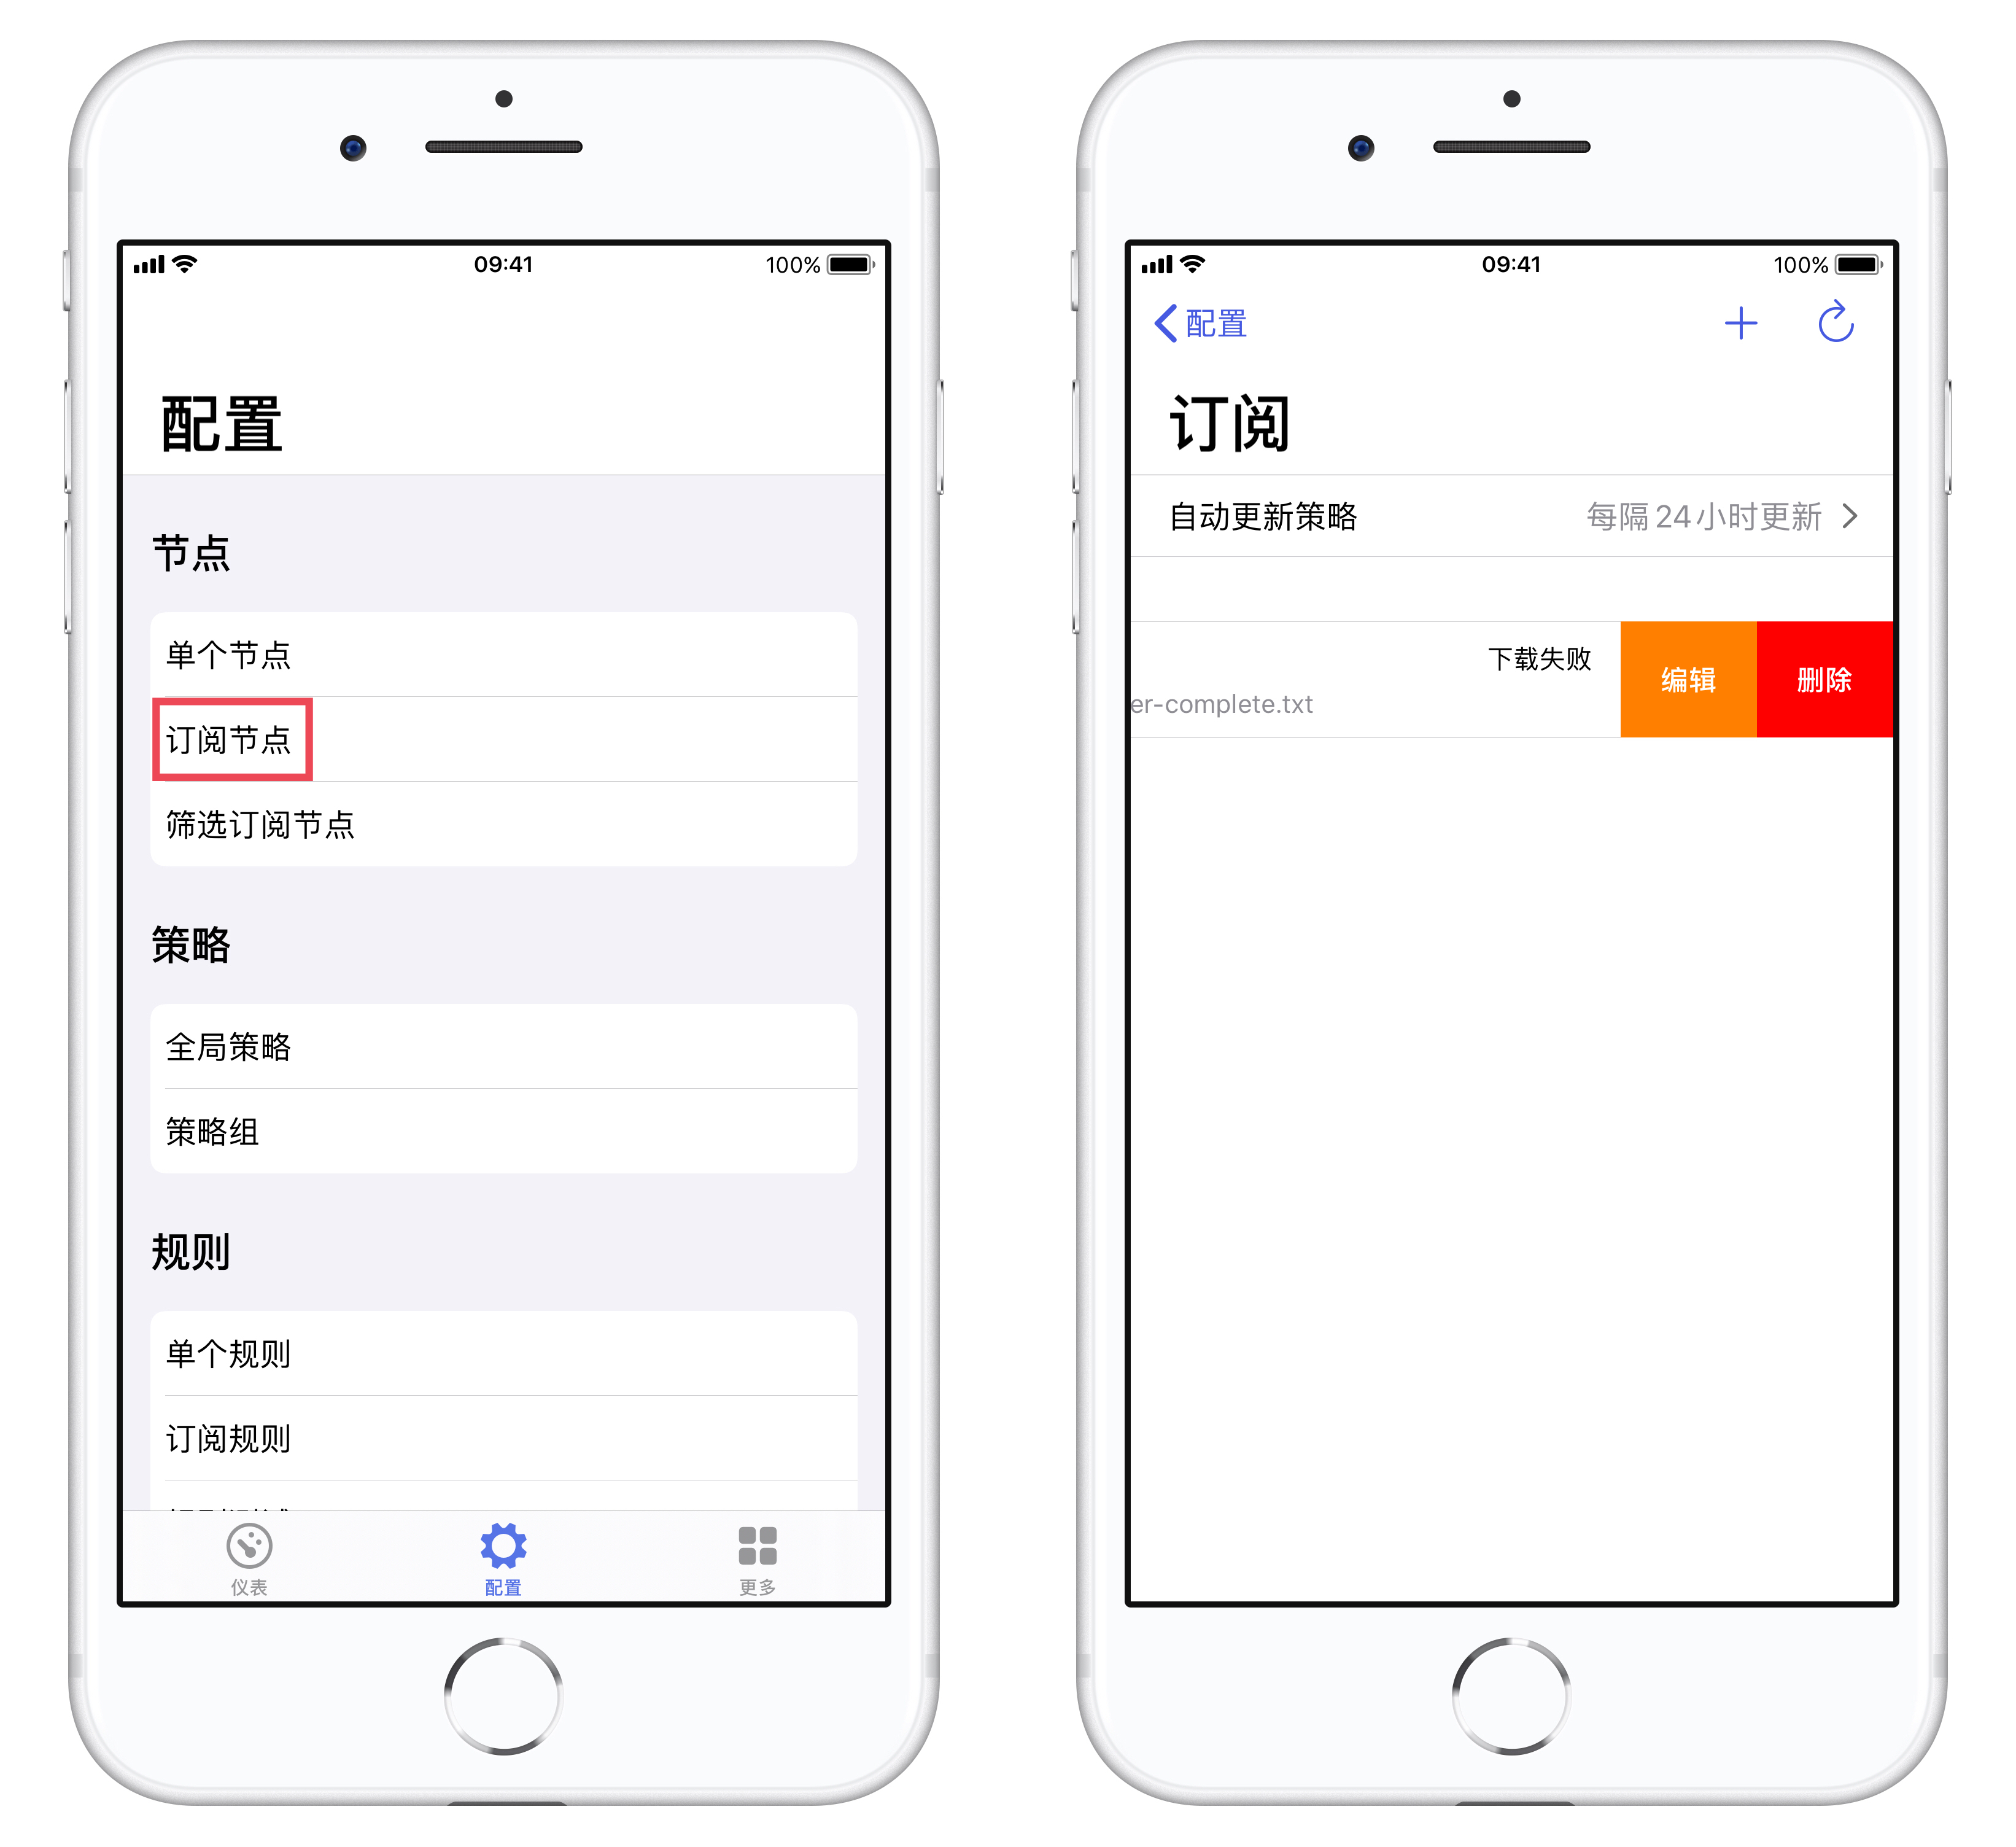 09:41
100%
配置
节点
单个节点
订阅节点
筛选订阅节点
策略
全局策略
策略组
规则
单个规则
订阅规则
仪表
配置
更多
09:41
100%
配置
订阅
自动更新策略
每隔 24 小时更新
下载失败
er-complete.txt
编辑
删除